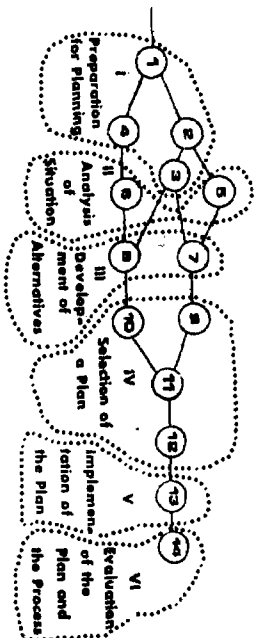 I
Preparation
for Planning
II
Analysis
of
Situation
III
Develop-
ment of
Alternatives
IV
Selection of
a Plan
V
Implemen-
tation of
the Plan
VI
Evaluation
of the
Plan and
the Process
1
2
3
4
5
6
7
8
9
10
11
12
13
14